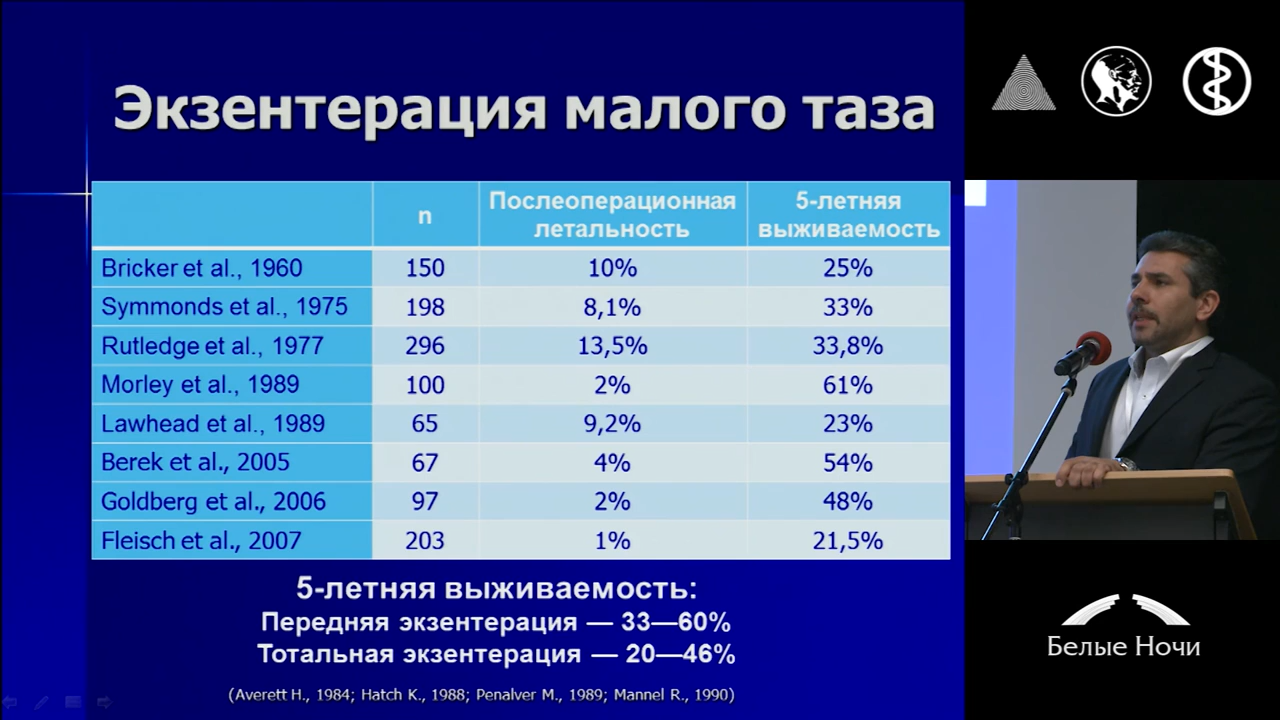 Экзентерация малого таза
n
Послеоперационная
летальность
5-летняя
выживаемость
Bricker et al., 1960 150 10% 25%
Symmonds et al., 1975 198 8,1% 33%
Rutledge et al., 1977 296 13,5% 33,8%
Morley et al., 1989 100 2% 61%
Lawhead et al., 1989 65 9,2% 23%
Berek et al., 2005 67 4% 54%
Goldberg et al., 2006 97 2% 48%
Fleisch et al., 2007 203 1% 21,5%
5-летняя выживаемость:
Передняя экзентерация — 33—60%
Тотальная экзентерация — 20—46%
(Averett H., 1984; Hatch K., 1988; Penalver M., 1989; Mannel R., 1990)
Белые Ночи